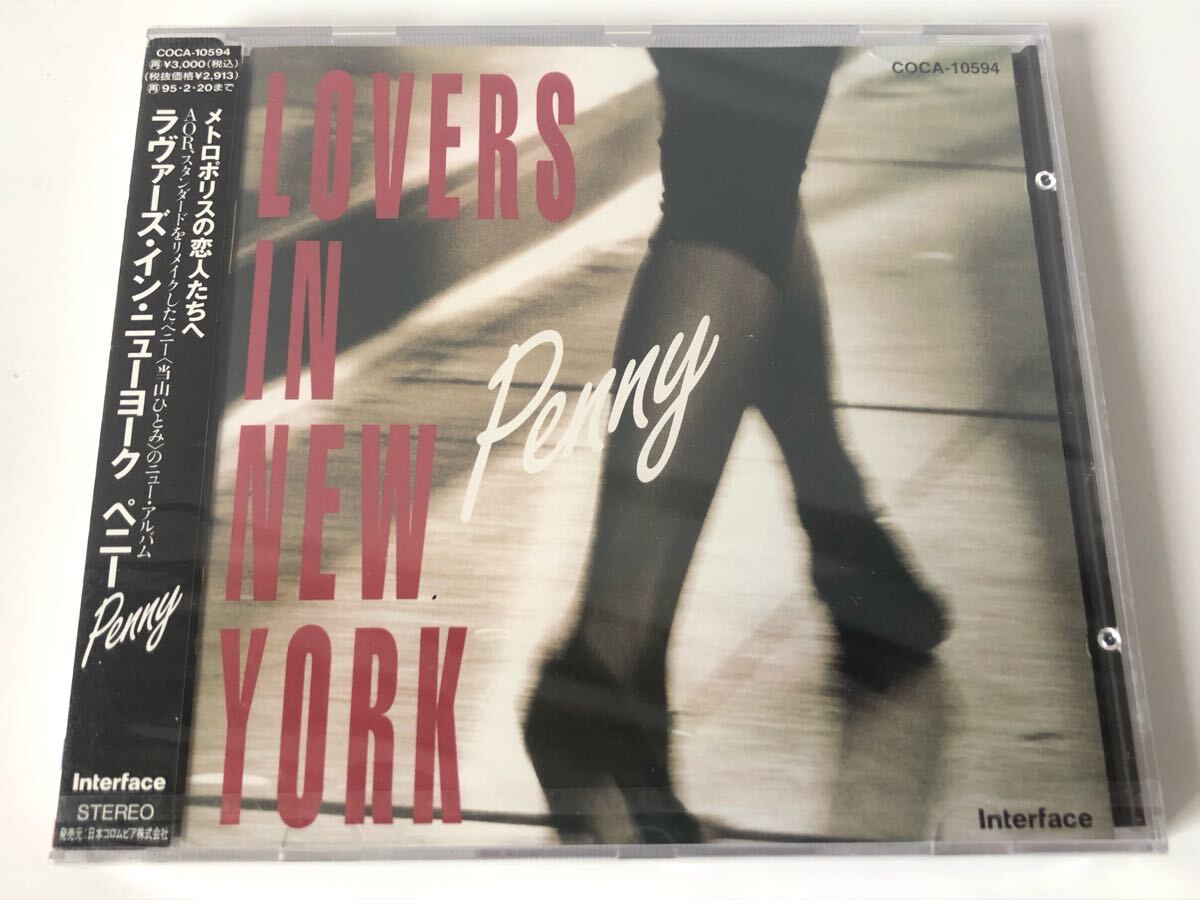 COCA-10594
再¥3,000(税込)
(税抜価格¥2,913)
再95・2・20まで
メトロポリスの恋人たちへ
AOR、スタンダードをリメイクしたペニー〈当山ひとみ〉のニュー・アルバム
ラヴァーズ・イン・ニューヨーク ペニー
Penny
Interface
STEREO
発売元:日本コロムビア株式会社
COCA-10594
LOVERS
IN
NEW
YORK
Penny
Interface